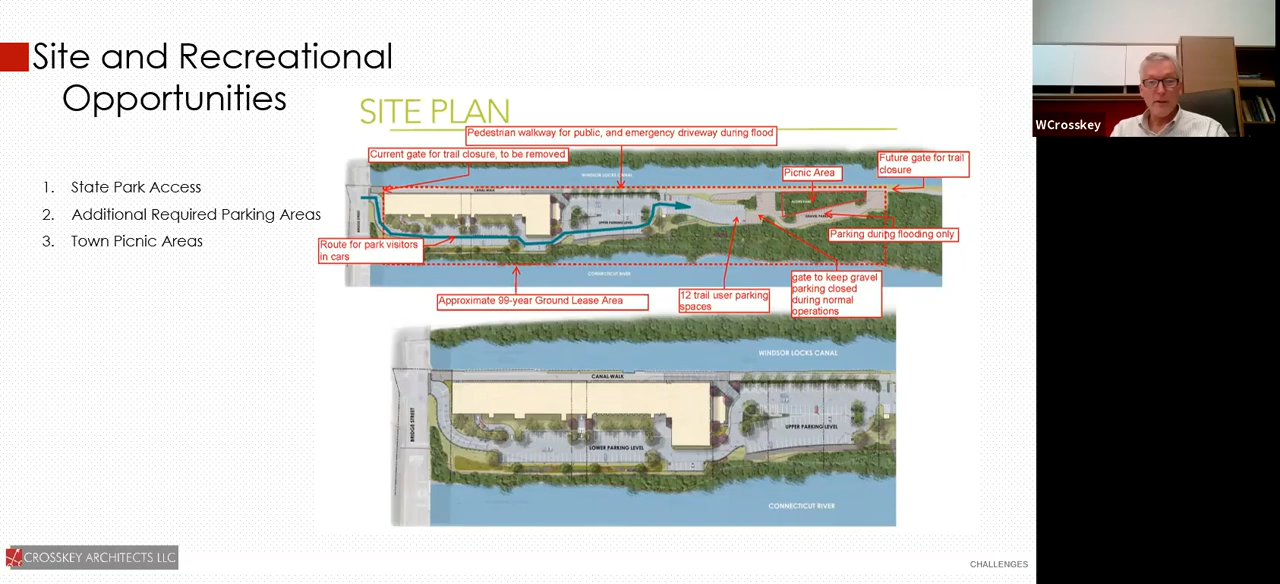 Site and Recreational
Opportunities
1. State Park Access
2. Additional Required Parking Areas
3. Town Picnic Areas
SITE PLAN
Pedestrian walkway for public, and emergency driveway during flood
Current gate for trail closure, to be removed
Future gate for trail
closure
Picnic Area
WINDSOR LOCKS CANAL
CANAL WALK
BRIDGE STREET
UPPER PARKING LEVEL
Parking during flooding only
Route for park visitors
in cars
CONNECTICUT RIVER
Approximate 99-year Ground Lease Area
12 trail user parking
spaces
gate to keep gravel
parking closed
during normal
operations
WINDSOR LOCKS CANAL
CANAL WALK
BRIDGE STREET
UPPER PARKING LEVEL
LOWER PARKING LEVEL
CONNECTICUT RIVER
CROSSKEY ARCHITECTS LLC
CHALLENGES
WCrosskey